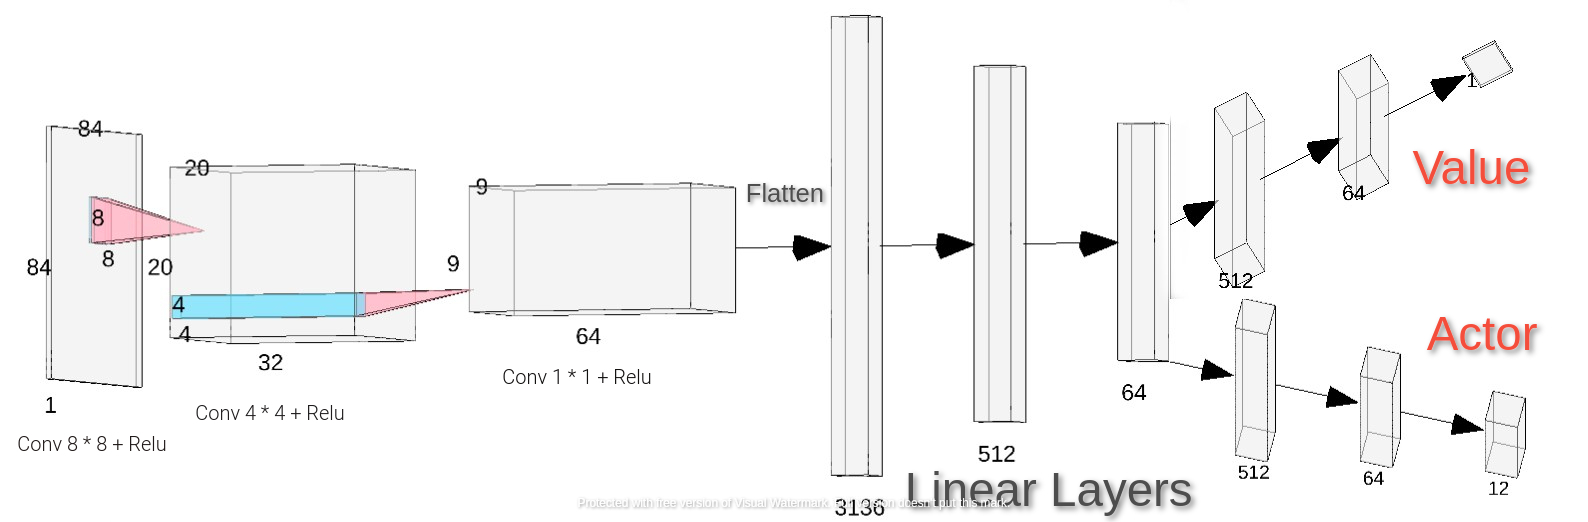 84
8
8
84
1
Conv 8 * 8 + Relu
20
20
4
4
32
Conv 4 * 4 + Relu
9
9
64
Conv 1 * 1 + Relu
Flatten
3136
512
Linear Layers
64
512
64
1
Value
Actor
512
64
12
Protected with free version of Visual Watermark. Full version doesn't put this mark.